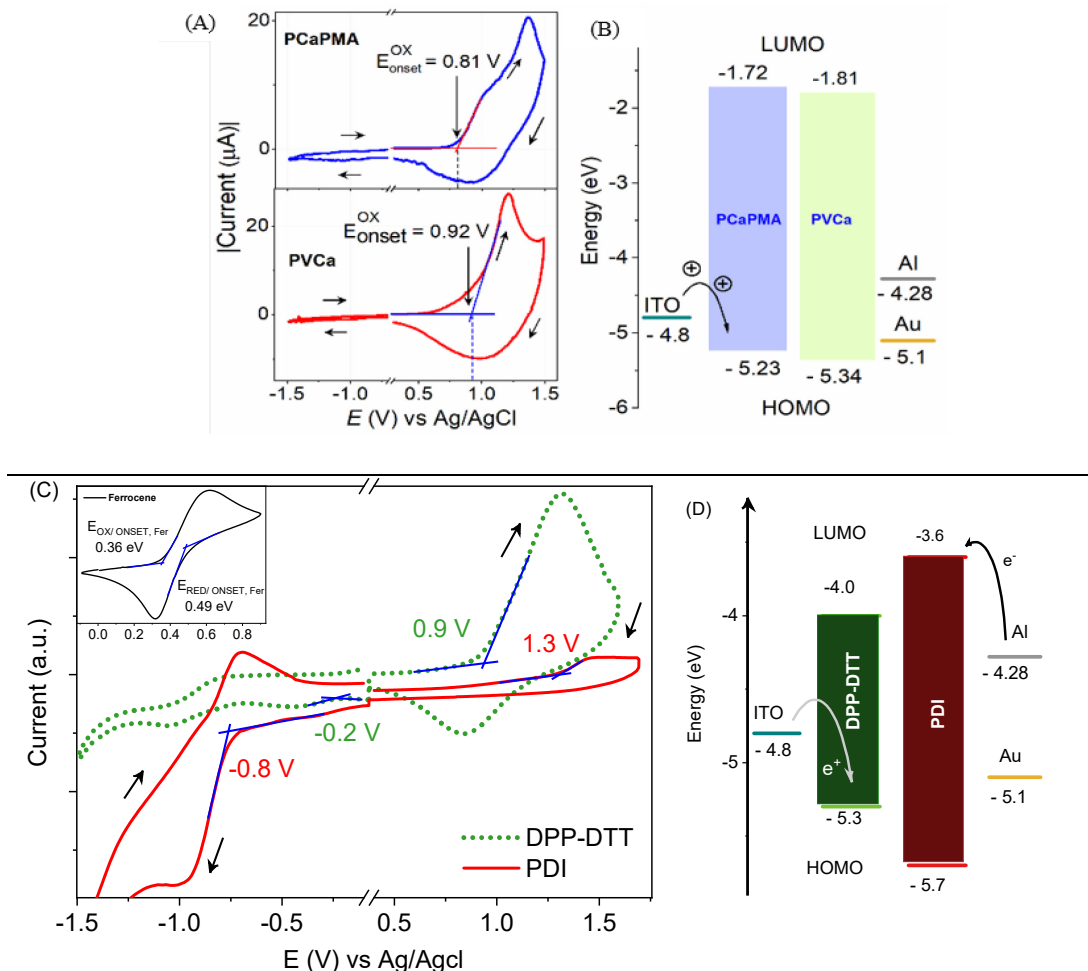 (A)
PCaPMA
E OX onset = 0.81 V
20
0
|Current (µA)|
E OX onset = 0.92 V
20
PVCa
0
-1.5 -1.0 0.5 1.0 1.5
E (V) vs Ag/AgCl
(B)
LUMO
-1.72 -1.81
-2
-3
Energy (eV)
PCaPMA PVCa
-4
Al
- 4.28
ITO
- 4.8
Au
- 5.1
-5
- 5.23 - 5.34
HOMO
-6
(C)
Ferrocene
E OX/ ONSET, Fer
0.36 eV
E RED/ ONSET, Fer
0.49 eV
0.0 0.4 0.6 0.8
0.9 V
1.3 V
-0.2 V
-0.8 V
Current (a.u.)
DPP-DTT
PDI
-1.5 -1.0 -0.5 0.5 1.0 1.5
E (V) vs Ag/Agcl
(D)
LUMO
-3.6
e-
-4.0
-4
Al
-4.28
Energy (eV)
DPP-DTT
PDI
ITO
- 4.8
e+
Au
- 5.1
-5
- 5.3
HOMO
- 5.7